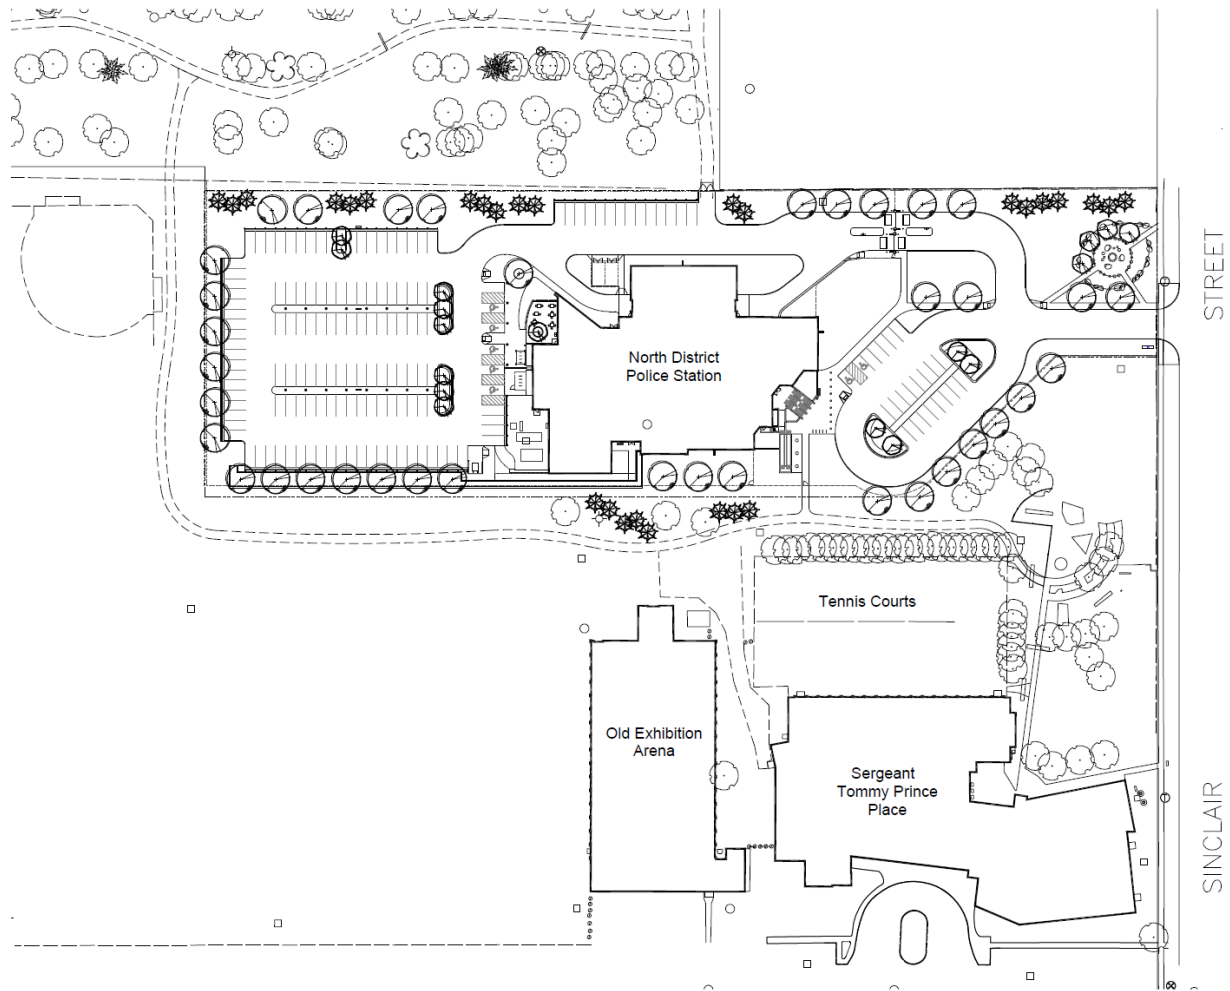 North District
Police Station
STREET
Tennis Courts
Old Exhibition
Arena
Sergeant
Tommy Prince
Place
SINCLAIR